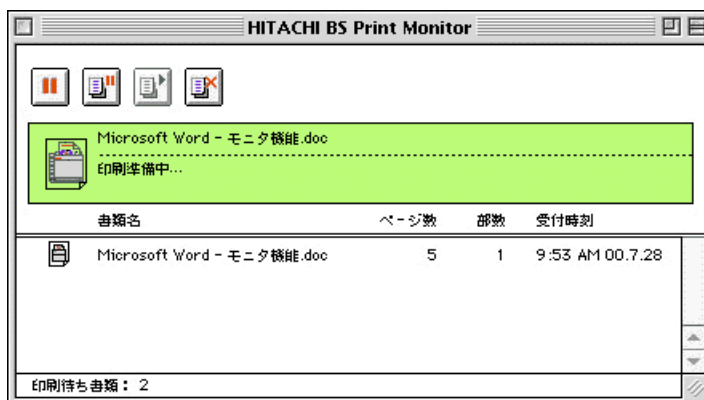 HITACHI BS Print Monitor
Microsoft Word - モニタ機能.doc
印刷準備中...
書類名 ページ数 部数 受付時刻
Microsoft Word - モニタ機能.doc 5 1 9:53 AM 00.7.28
印刷待ち書類： 2